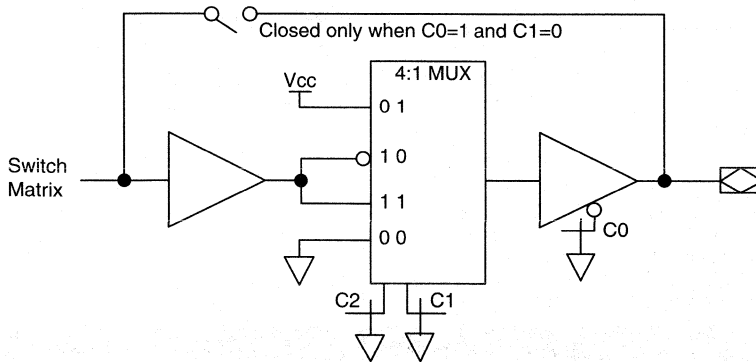 Closed only when C0=1 and C1=0
4:1 MUX
Vcc
0 1
1 0
Switch
Matrix
1 1
0 0
C0
C2
C1